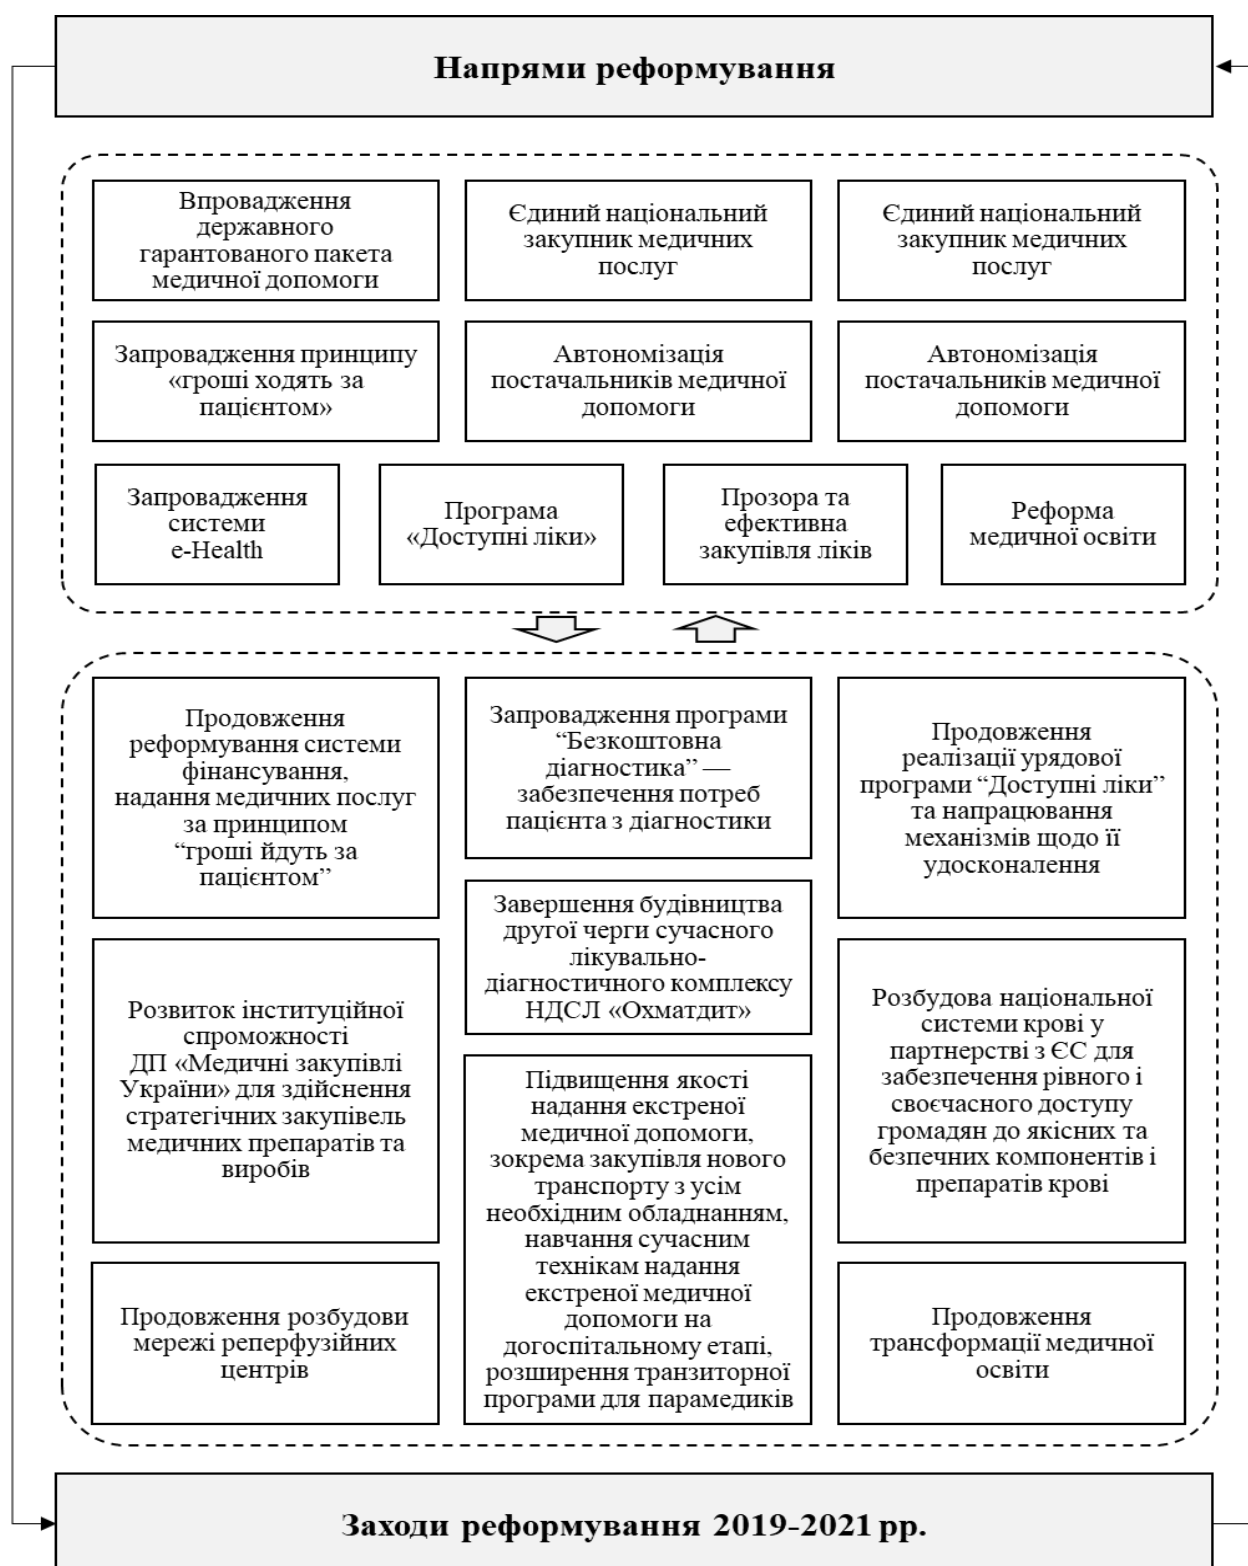 Напрями реформування
Впровадження
державного
гарантованого пакета
медичної допомоги
Єдиний національний
закупник медичних
послуг
Єдиний національний
закупник медичних
послуг
Запровадження принципу
«гроші ходять за
пацієнтом»
Автономізація
постачальників медичної
допомоги
Автономізація
постачальників медичної
допомоги
Запровадження
системи
e-Health
Програма
«Доступні ліки»
Прозора та
ефективна
закупівля ліків
Реформа
медичної освіти
Продовження
реформування системи
фінансування,
надання медичних послуг
за принципом
“гроші йдуть за
пацієнтом”
Запровадження програми
“Безкоштовна
діагностика” —
забезпечення потреб
пацієнта з діагностики
Продовження
реалізації урядової
програми “Доступні ліки”
та напрацювання
механізмів щодо її
удосконалення
Завершення будівництва
другої черги сучасного
лікувально-
діагностичного комплексу
НДСЛ «Охматдит»
Розвиток інституційної
спроможності
ДП «Медичні закупівлі
України» для здійснення
стратегічних закупівель
медичних препаратів та
виробів
Розбудова національної
системи крові у
партнерстві з ЄС для
забезпечення рівного і
своєчасного доступу
громадян до якісних та
безпечних компонентів і
препаратів крові
Підвищення якості
надання екстреної
медичної допомоги,
зокрема закупівля нового
транспорту з усім
необхідним обладнанням,
навчання сучасним
технікам надання
екстреної медичної
допомоги на
догоспітальному етапі,
розширення транзиторної
програми для парамедиків
Продовження розбудови
мережі реперфузійних
центрів
Продовження
трансформації медичної
освіти
Заходи реформування 2019-2021 рр.